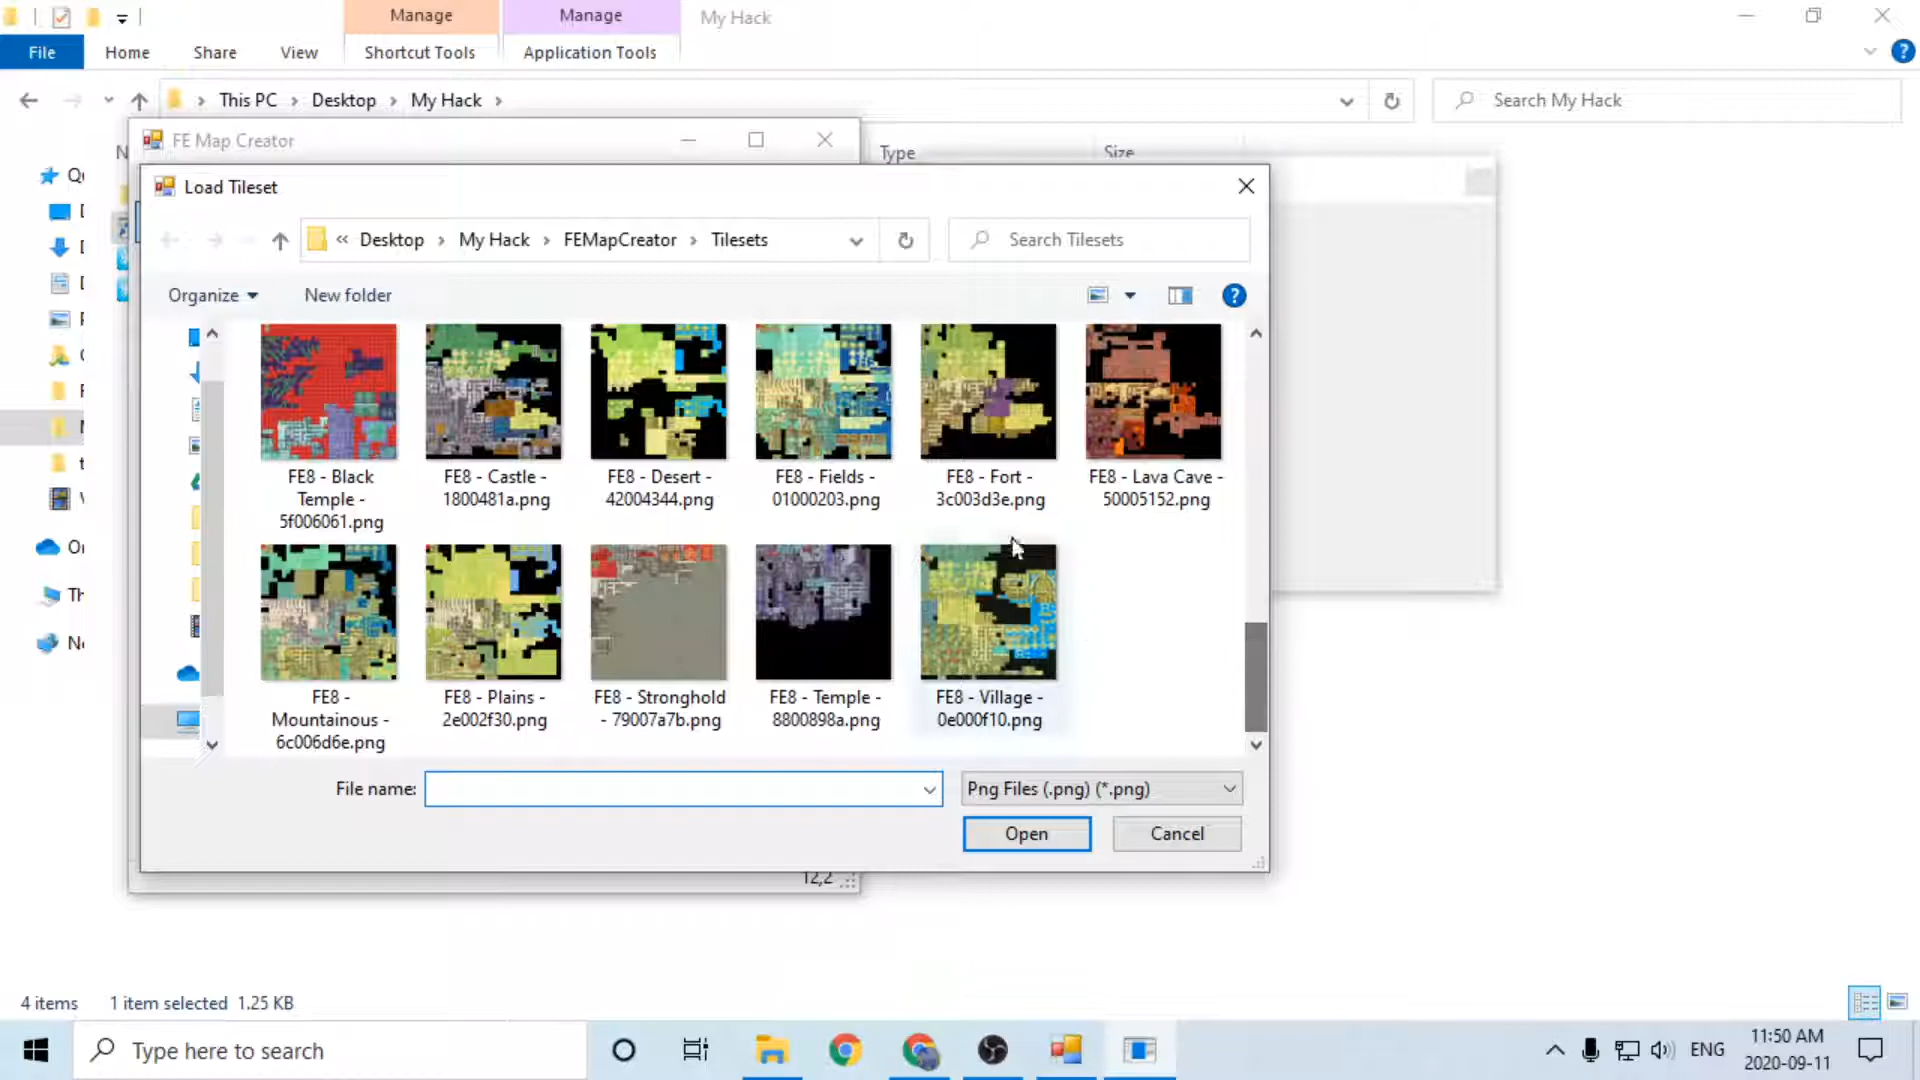 Manage
Manage
My Hack
File
Home
Share
View
Shortcut Tools
Application Tools
This PC
Desktop
My Hack
Search My Hack
FE Map Creator
Type
Size
Load Tileset
« Desktop
My Hack
FEMapCreator
Tilesets
Search Tilesets
Organize
New folder
FE8 - Black
Temple -
5f006061.png
FE8 - Castle -
1800481a.png
FE8 - Desert -
42004344.png
FE8 - Fields -
01000203.png
FE8 - Fort -
3c003d3e.png
FE8 - Lava Cave -
50005152.png
FE8 -
Mountainous -
6c006d6e.png
FE8 - Plains -
2e002f30.png
FE8 - Stronghold
- 79007a7b.png
FE8 - Temple -
8800898a.png
FE8 - Village -
0e000f10.png
File name:
Png Files (.png) (*.png)
Open
Cancel
12,2
4 items
1 item selected 1.25 KB
Type here to search
ENG
11:50 AM
2020-09-11